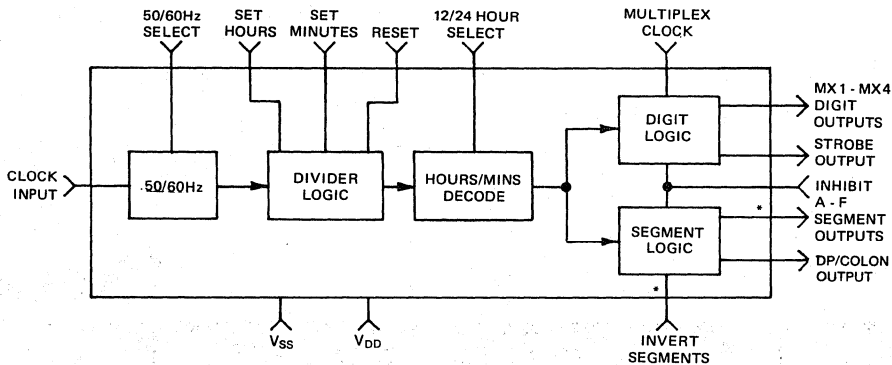 50/60Hz
SELECT
SET
HOURS
SET
MINUTES
RESET
12/24 HOUR
SELECT
MULTIPLEX
CLOCK
CLOCK
INPUT
50/60Hz
DIVIDER
LOGIC
HOURS/MINS
DECODE
DIGIT
LOGIC
SEGMENT
LOGIC
MX1 - MX4
DIGIT
OUTPUTS
STROBE
OUTPUT
INHIBIT
A - F
SEGMENT
OUTPUTS
*
DP/COLON
OUTPUT
*
VSS
VDD
INVERT
SEGMENTS